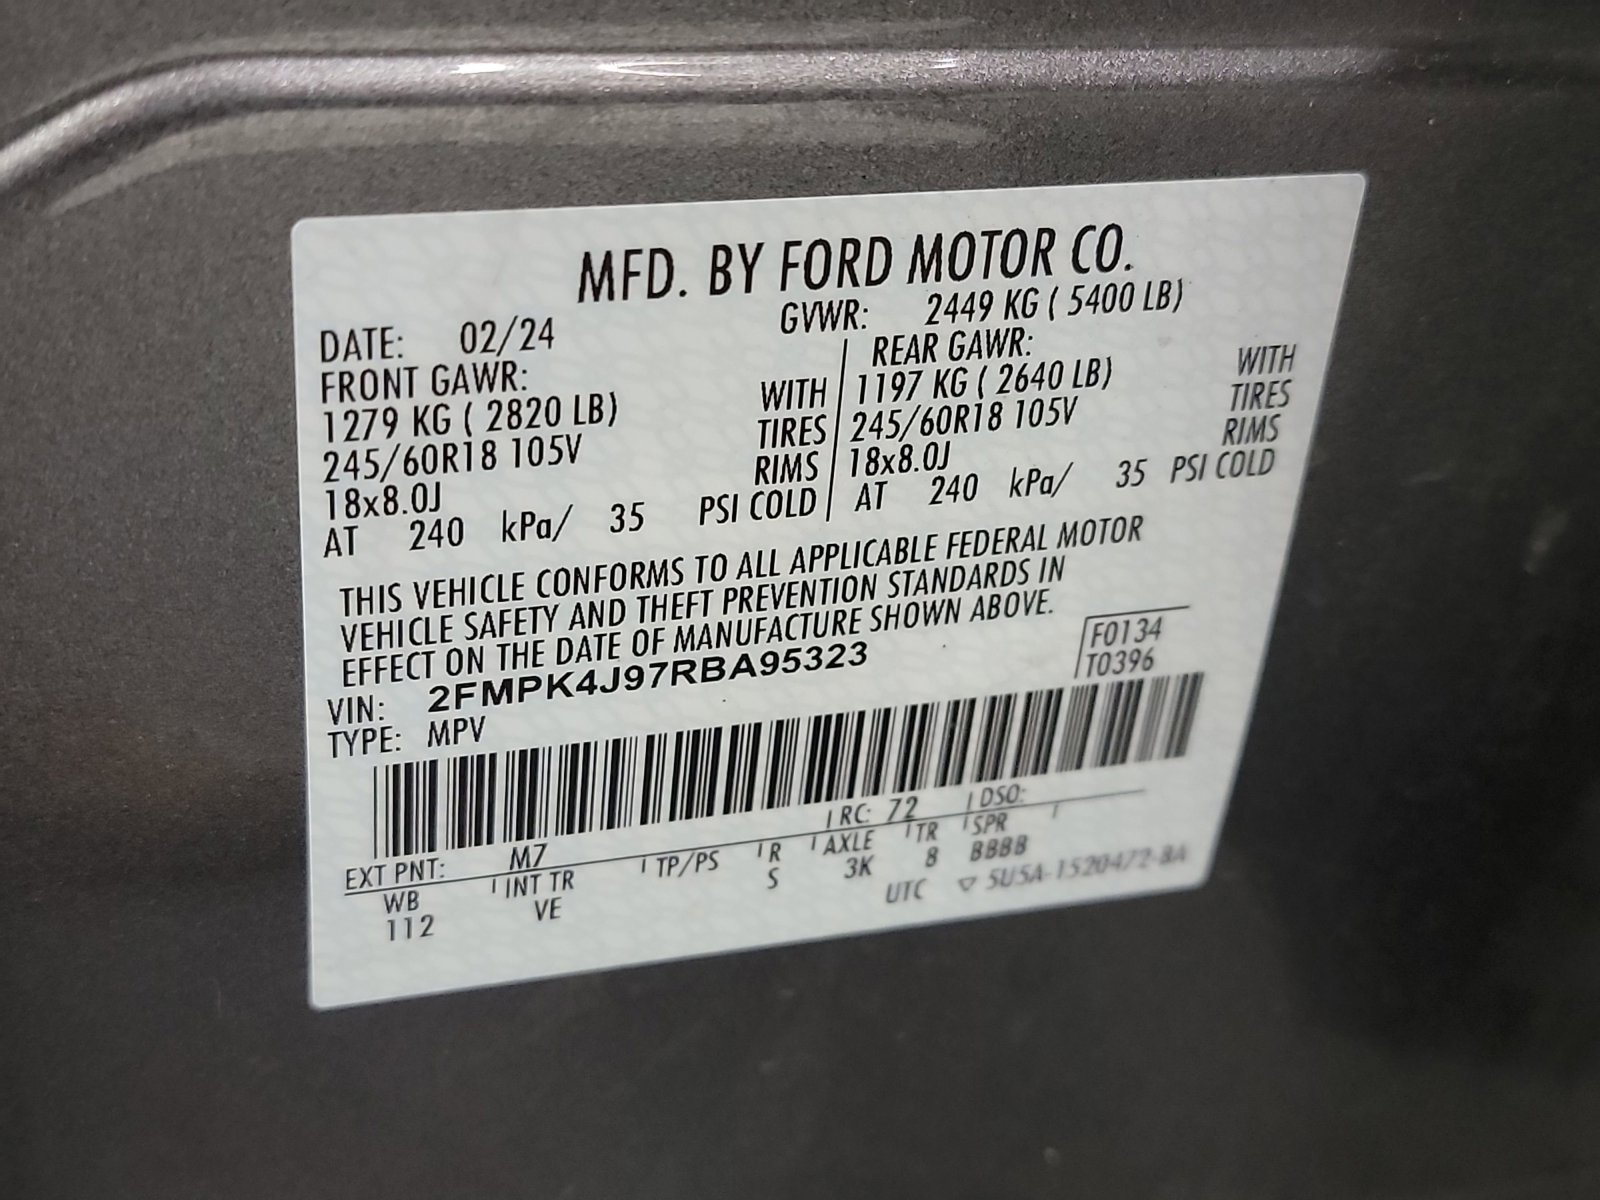 MFD. BY FORD MOTOR CO.
DATE: 02/24 GVWR: 2449 KG ( 5400 LB)
FRONT GAWR: REAR GAWR:
1279 KG ( 2820 LB) WITH 1197 KG ( 2640 LB) WITH
245/60R18 105V TIRES 245/60R18 105V TIRES
18x8.0J RIMS 18x8.0J RIMS
AT 240 kPa/ 35 PSI COLD AT 240 kPa/ 35 PSI COLD
THIS VEHICLE CONFORMS TO ALL APPLICABLE FEDERAL MOTOR
VEHICLE SAFETY AND THEFT PREVENTION STANDARDS IN
EFFECT ON THE DATE OF MANUFACTURE SHOWN ABOVE.
F0134
T0396
VIN: 2FMPK4J97RBA95323
TYPE: MPV
EXT PNT: M7 RC: 72 DSO:
WB INT TR TP/PS R AXLE TR SPR
112 VE S 3K 8 BBBB
UTC ▽ 5U5A-1520472-BA